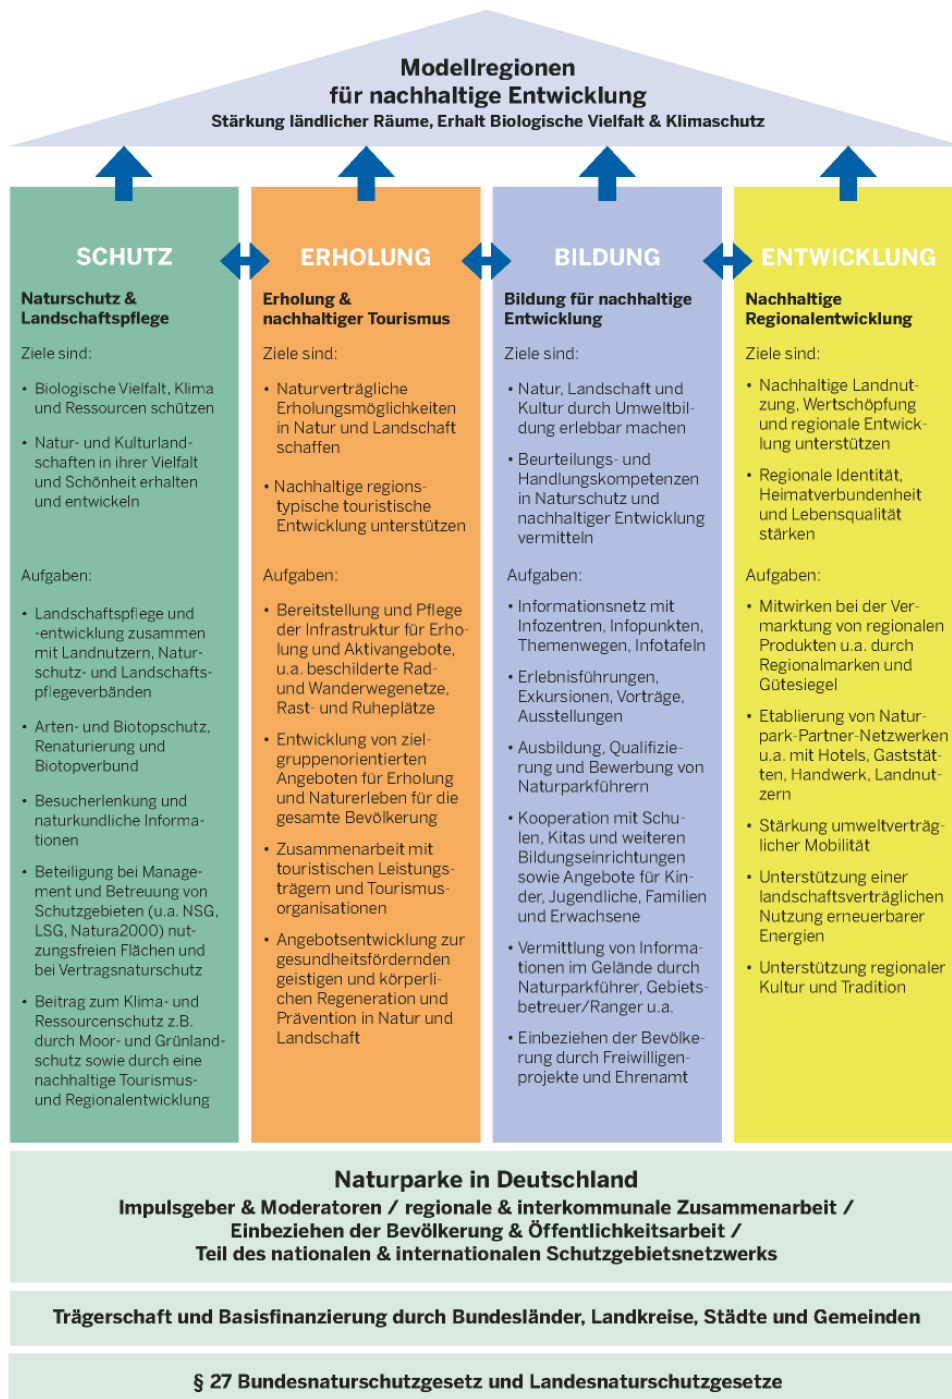 Modellregionen
für nachhaltige Entwicklung
Stärkung ländlicher Räume, Erhalt Biologische Vielfalt & Klimaschutz
SCHUTZ
Naturschutz &
Landschaftspflege
Ziele sind:
• Biologische Vielfalt, Klima
und Ressourcen schützen
• Natur- und Kulturland-
schaften in ihrer Vielfalt
und Schönheit erhalten
und entwickeln
Aufgaben:
• Landschaftspflege und
-entwicklung zusammen
mit Landnutzern, Natur-
schutz- und Landschafts-
pflegeverbänden
• Arten- und Biotopschutz,
Renaturierung und
Biotopverbund
• Besucherlenkung und
naturkundliche Informa-
tionen
• Beteiligung bei Manage-
ment und Betreuung von
Schutzgebieten (u.a. NSG,
LSG, Natura2000) nut-
zungsfreien Flächen und
bei Vertragsnaturschutz
• Beitrag zum Klima- und
Ressourcenschutz z.B.
durch Moor- und Grünland-
schutz sowie durch eine
nachhaltige Tourismus-
und Regionalentwicklung
ERHOLUNG
Erholung &
nachhaltiger Tourismus
Ziele sind:
• Naturverträgliche
Erholungsmöglichkeiten
in Natur und Landschaft
schaffen
• Nachhaltige regions-
typische touristische
Entwicklung unterstützen
Aufgaben:
• Bereitstellung und Pflege
der Infrastruktur für Erho-
lung und Aktivangebote,
u.a. beschilderte Rad-
und Wanderwegenetze,
Rast- und Ruheplätze
• Entwicklung von ziel-
gruppenorientierten
Angeboten für Erholung
und Naturerleben für die
gesamte Bevölkerung
• Zusammenarbeit mit
touristischen Leistungs-
trägern und Tourismus-
organisationen
• Angebotsentwicklung zur
gesundheitsfördernden
geistigen und körperli-
chen Regeneration und
Prävention in Natur und
Landschaft
BILDUNG
Bildung für nachhaltige
Entwicklung
Ziele sind:
• Natur, Landschaft und
Kultur durch Umweltbil-
dung erlebbar machen
• Beurteilungs- und
Handlungskompetenzen
in Naturschutz und
nachhaltiger Entwicklung
vermitteln
Aufgaben:
• Informationsnetz mit
Infozentren, Infopunkten,
Themenwegen, Infotafeln
• Erlebnisführungen,
Exkursionen, Vorträge,
Ausstellungen
• Ausbildung, Qualifizie-
rung und Bewerbung von
Naturparkführern
• Kooperation mit Schu-
len, Kitas und weiteren
Bildungseinrichtungen
sowie Angebote für Kin-
der, Jugendliche, Familien
und Erwachsene
• Vermittlung von Informa-
tionen im Gelände durch
Naturparkführer, Gebiets-
betreuer/Ranger u.a.
• Einbeziehen der Bevölke-
rung durch Freiwilligen-
projekte und Ehrenamt
ENTWICKLUNG
Nachhaltige
Regionalentwicklung
Ziele sind:
• Nachhaltige Landnut-
zung, Wertschöpfung
und regionale Entwick-
lung unterstützen
• Regionale Identität,
Heimatverbundenheit
und Lebensqualität
stärken
Aufgaben:
• Mitwirken bei der Ver-
marktung von regionalen
Produkten u.a. durch
Regionalmarken und
Gütesiegel
• Etablierung von Natur-
park-Partner-Netzwerken
u.a. mit Hotels, Gaststät-
ten, Handwerk, Landnut-
zern
• Stärkung umweltverträg-
licher Mobilität
• Unterstützung einer
landschaftsverträglichen
Nutzung erneuerbarer
Energien
• Unterstützung regionaler
Kultur und Tradition
Naturparke in Deutschland
Impulsgeber & Moderatoren / regionale & interkommunale Zusammenarbeit /
Einbeziehen der Bevölkerung & Öffentlichkeitsarbeit /
Teil des nationalen & internationalen Schutzgebietsnetzwerks
Trägerschaft und Basisfinanzierung durch Bundesländer, Landkreise, Städte und Gemeinden
§ 27 Bundesnaturschutzgesetz und Landesnaturschutzgesetze